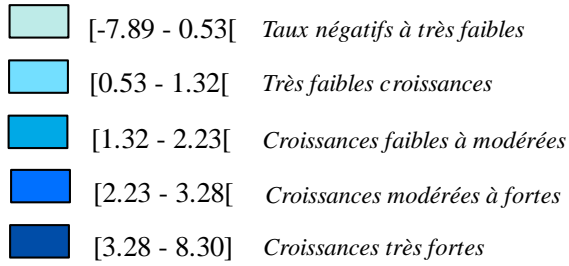 [-7.89 - 0.53[ Taux négatifs à très faibles
[0.53 - 1.32[ Très faibles croissances
[1.32 - 2.23[ Croissances faibles à modérées
[2.23 - 3.28[ Croissances modérées à fortes
[3.28 - 8.30] Croissances très fortes